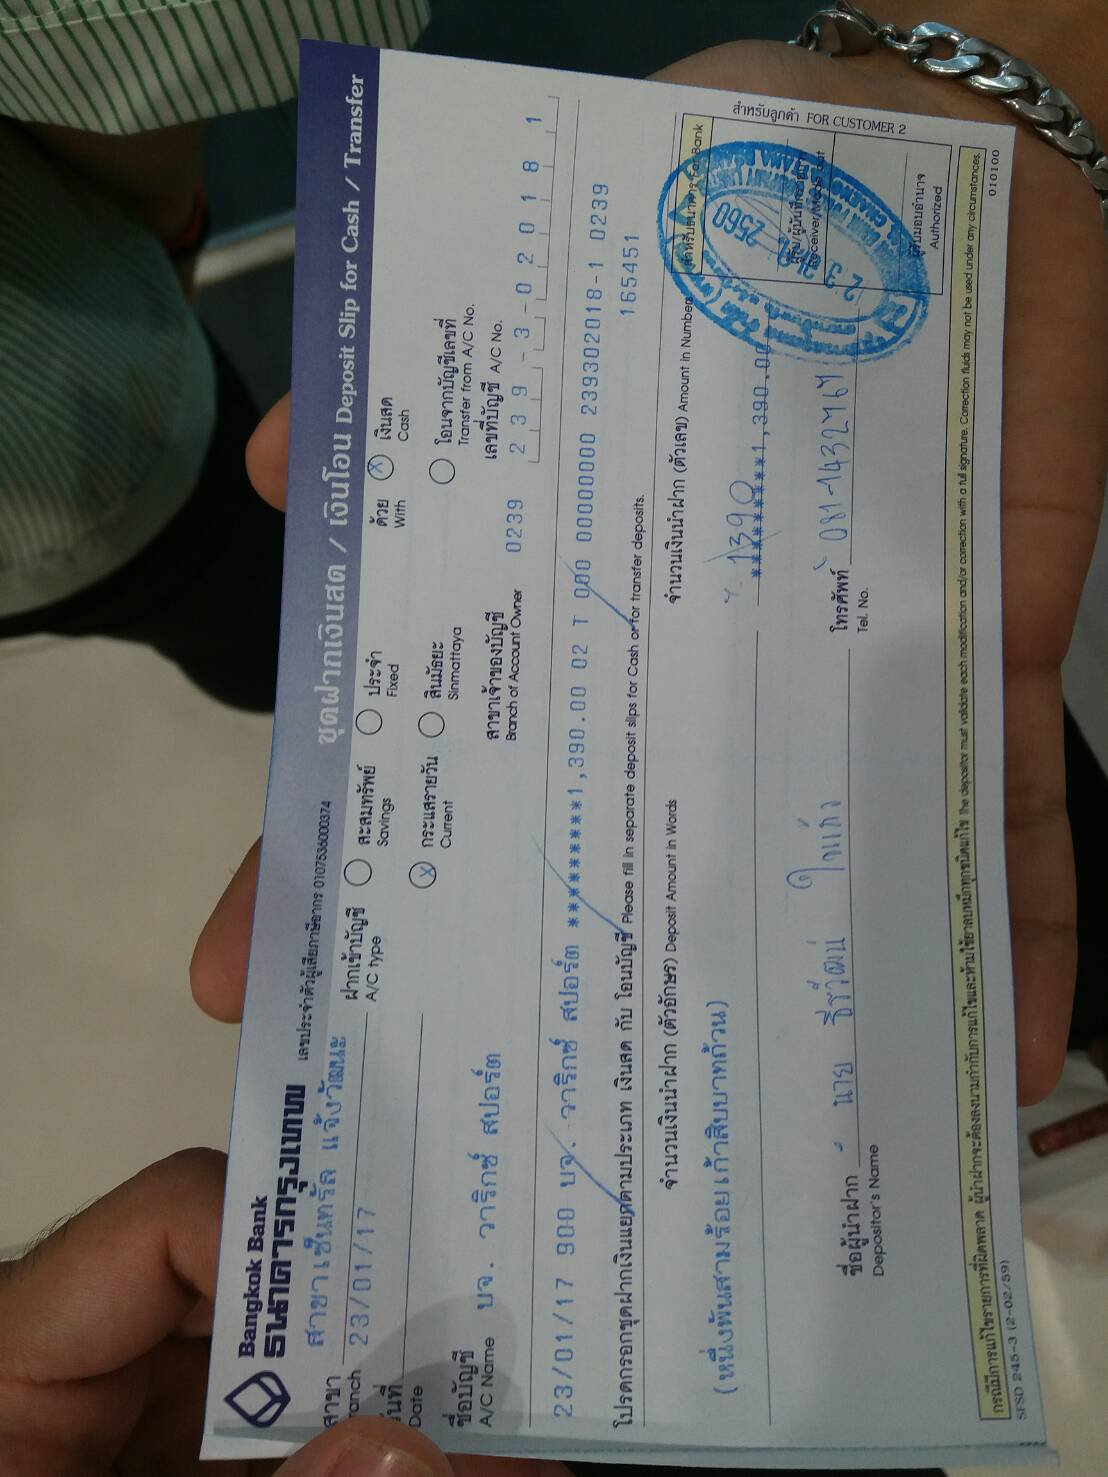 Bangkok Bank
ธนาคารกรุงเทพ
เลขประจำตัวผู้เสียภาษีอากร 0107536000374
ชุดฝากเงินสด / เงินโอน Deposit Slip for Cash / Transfer
สาขาเซ็นทรัล แจ้งวัฒนะ
สาขา
ranch
23/01/17
วันที่
Date
ฝากเข้าบัญชี
A/C type
สะสมทรัพย์
Savings
ประจำ
Fixed
X กระแสรายวัน
Current
สินมัธยะ
Sinmattaya
ด้วย
With
X เงินสด
Cash
โอนจากบัญชีเลขที่
Transfer from A/C No.
ชื่อบัญชี
A/C Name
บจ. วาริกซ์ สปอร์ต
สาขาเจ้าของบัญชี
Branch of Account Owner
0239
เลขที่บัญชี A/C No.
239-3-020181
23/01/17 900 บจ. วาริกซ์ สปอร์ต **********1,390.00 02 T 000 00000000 239302018-1 0239
165451
โปรดกรอกชุดฝากเงินแยกตามประเภท เงินสด กับ โอนบัญชี Please fill in separate deposit slips for Cash or for transfer deposits.
จำนวนเงินนำฝาก (ตัวอักษร) Deposit Amount in Words
จำนวนเงินนำฝาก (ตัวเลข) Amount in Number
(หนึ่งพันสามร้อยเก้าสิบบาทถ้วน)
1390
*********1,390.00
ชื่อผู้นำฝาก
Depositor's Name
นาย ธีรวัฒน์ ใจแก้ว
โทรศัพท์
Tel. No.
สำหรับลูกค้า FOR CUSTOMER 2
สำหรับธนาคาร For Bank
23
2560
ผู้รับมอบอำนาจ
Authorized
กรณีมีการแก้ไขรายการที่ผิดพลาด ผู้นำฝากจะต้องลงนามกำกับการแก้ไขและห้ามใช้ยาลบหมึกทุกชนิดแก้ไข The depositor must validate each modification and/or correction with a full signature. Correction fluids may not be used under any circumstances.
SFSD 245-3 (2-02/59)
010100